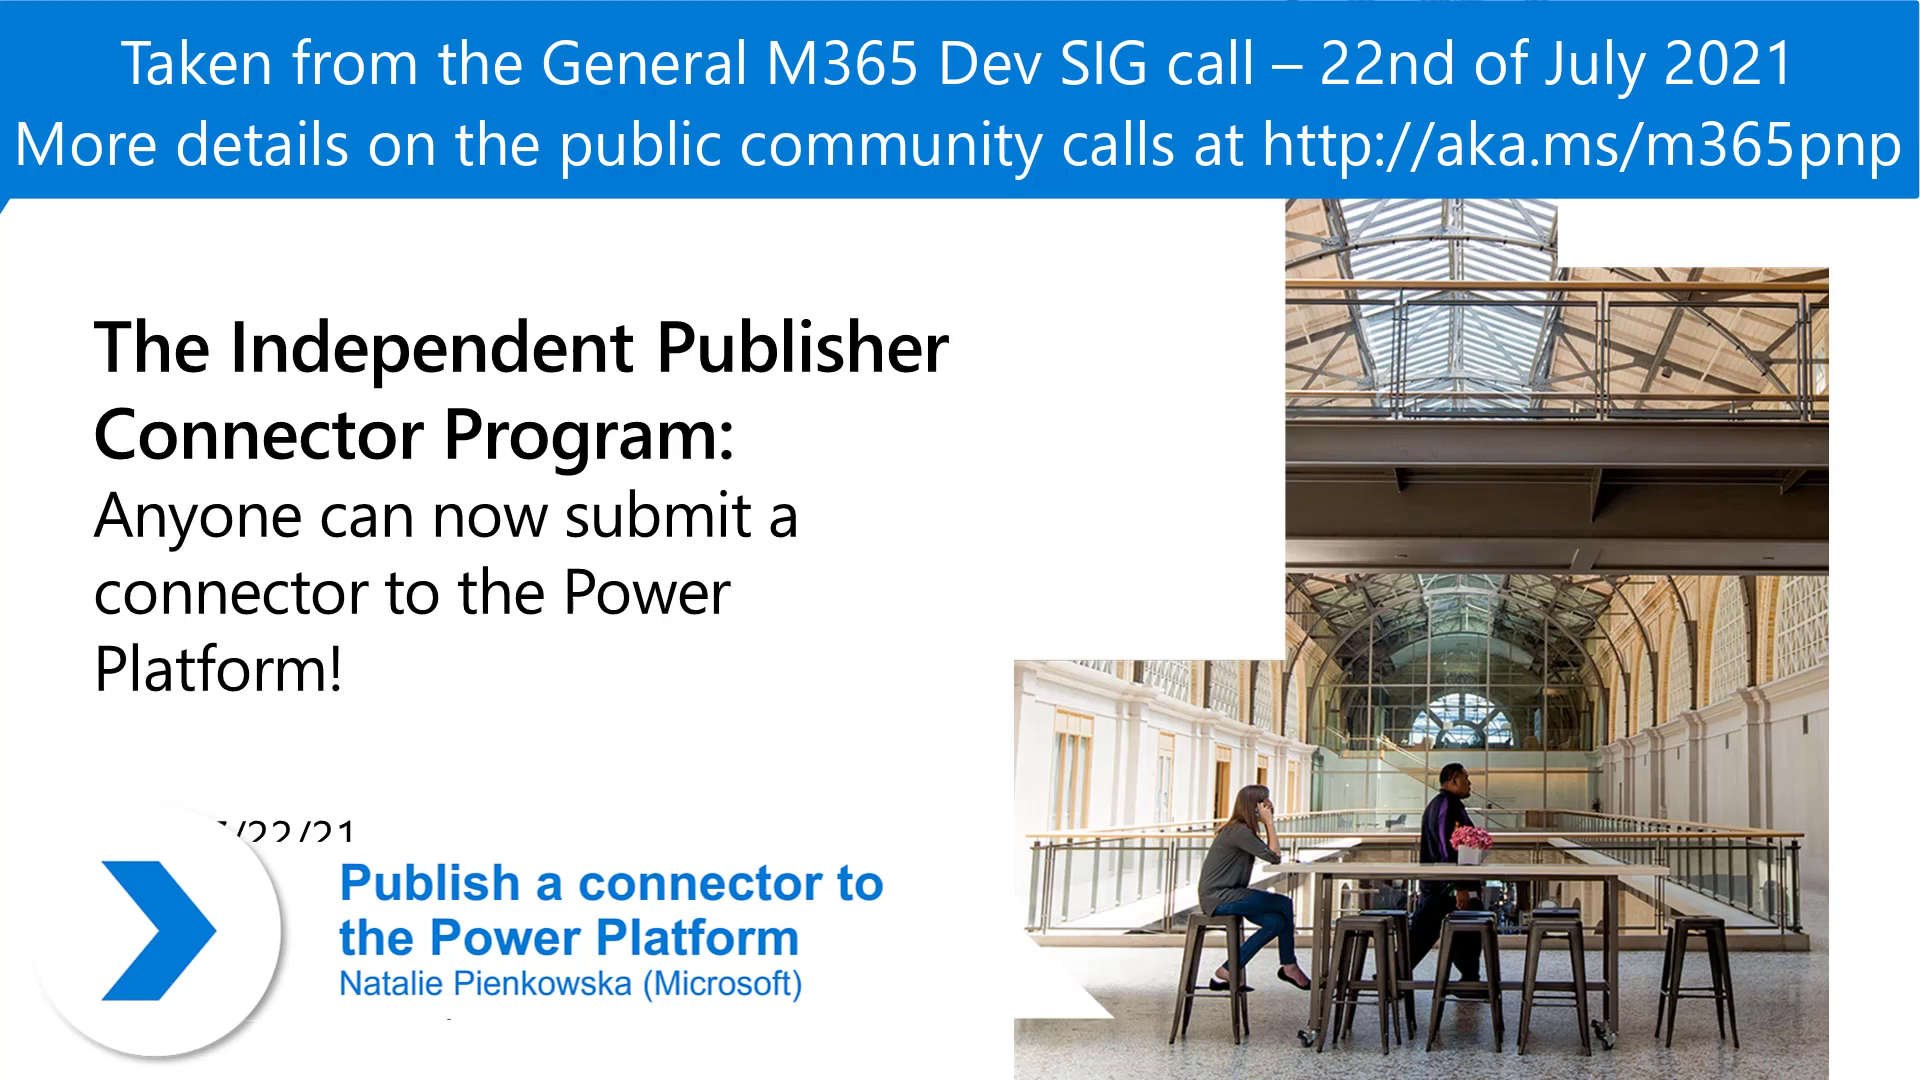 Taken from the General M365 Dev SIG call – 22nd of July 2021
More details on the public community calls at http://aka.ms/m365pnp
The Independent Publisher
Connector Program:
Anyone can now submit a
connector to the Power
Platform!
/22/21
Publish a connector to
the Power Platform
Natalie Pienkowska (Microsoft)